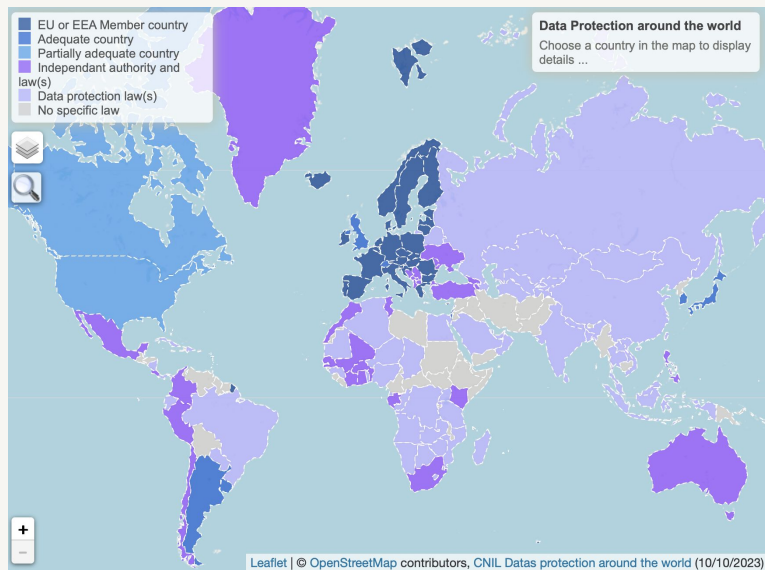 EU or EEA Member country
Adequate country
Partially adequate country
Independant authority and
law(s)
Data protection law(s)
No specific law
Data Protection around the world
Choose a country in the map to display
details ...
+
−
Leaflet | © OpenStreetMap contributors, CNIL Datas protection around the world (10/10/2023)